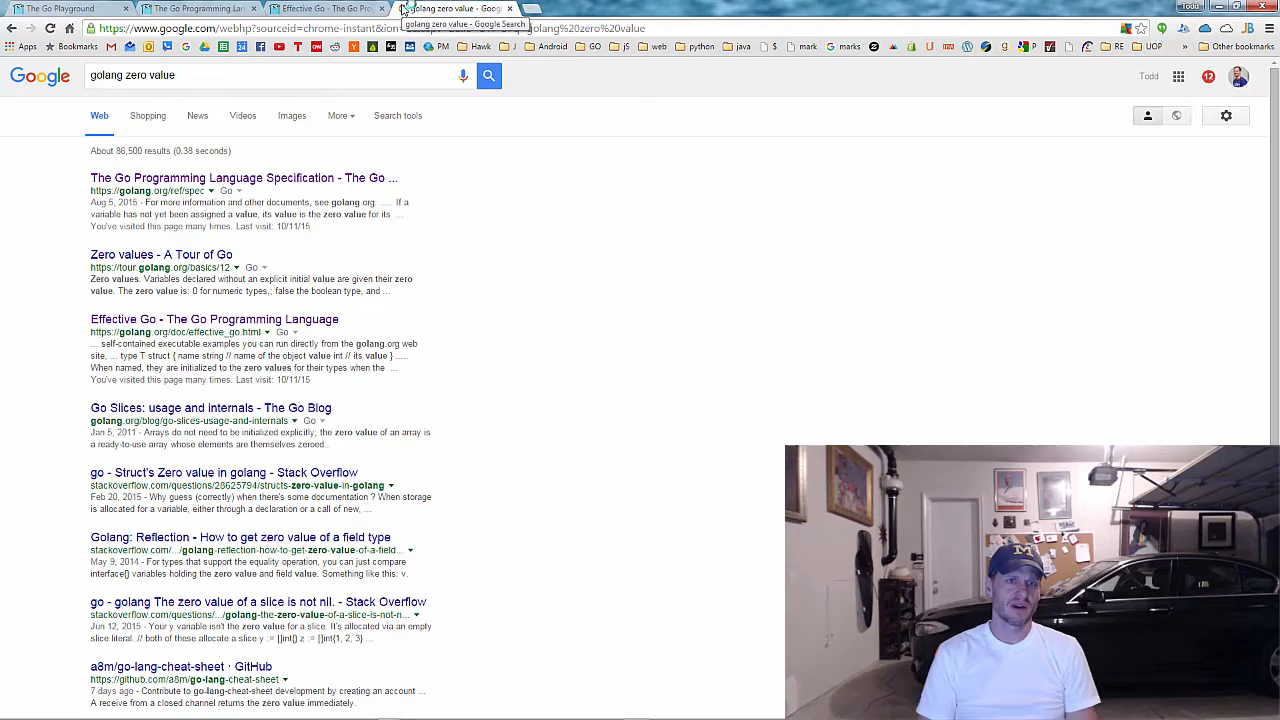 The Go Playground
The Go Programming Lan
Effective Go - The Go Pro
golang zero value - Goog
Todd
golang zero value - Google Search
https://www.google.com/webhp?sourceid=chrome-instant&ion=
golang%20zero%20value
Apps
Bookmarks
PM
Hawk
J
Android
GO
js
web
python
java
$
mark
marks
RE
UOP
»
Other bookmarks
Google
golang zero value
Todd
12
Web
Shopping
News
Videos
Images
More
Search tools
About 86,500 results (0.38 seconds)
The Go Programming Language Specification - The Go ...
https://golang.org/ref/spec Go
Aug 5, 2015 - For more information and other documents, see golang.org. ..... If a
variable has not yet been assigned a value, its value is the zero value for its ...
You've visited this page many times. Last visit: 10/11/15
Zero values - A Tour of Go
https://tour.golang.org/basics/12 Go
Zero values. Variables declared without an explicit initial value are given their zero
value. The zero value is: 0 for numeric types,; false the boolean type, and ...
Effective Go - The Go Programming Language
https://golang.org/doc/effective_go.html Go
... self-contained executable examples you can run directly from the golang.org web
site, ... type T struct { name string // name of the object value int // its value } .....
When named, they are initialized to the zero values for their types when the ...
You've visited this page many times. Last visit: 10/11/15
Go Slices: usage and internals - The Go Blog
golang.org/blog/go-slices-usage-and-internals Go
Jan 5, 2011 - Arrays do not need to be initialized explicitly; the zero value of an array is
a ready-to-use array whose elements are themselves zeroed.
go - Struct's Zero value in golang - Stack Overflow
stackoverflow.com/questions/28625794/structs-zero-value-in-golang
Feb 20, 2015 - Why guess (correctly) when there's some documentation ? When storage
is allocated for a variable, either through a declaration or a call of new, ...
Golang: Reflection - How to get zero value of a field type
stackoverflow.com/.../golang-reflection-how-to-get-zero-value-of-a-field...
May 9, 2014 - For types that support the equality operation, you can just compare
interface{} variables holding the zero value and field value. Something like this: v.
go - golang The zero value of a slice is not nil. - Stack Overflow
stackoverflow.com/questions/.../golang-the-zero-value-of-a-slice-is-not-n...
Jun 12, 2015 - Your y variable isn't the zero value for a slice. It's allocated via an empty
slice literal. // both of these allocate a slice y := []int{} z := []int{1, 2, 3} ...
a8m/go-lang-cheat-sheet · GitHub
https://github.com/a8m/go-lang-cheat-sheet
7 days ago - Contribute to go-lang-cheat-sheet development by creating an account ...
A receive from a closed channel returns the zero value immediately.
M